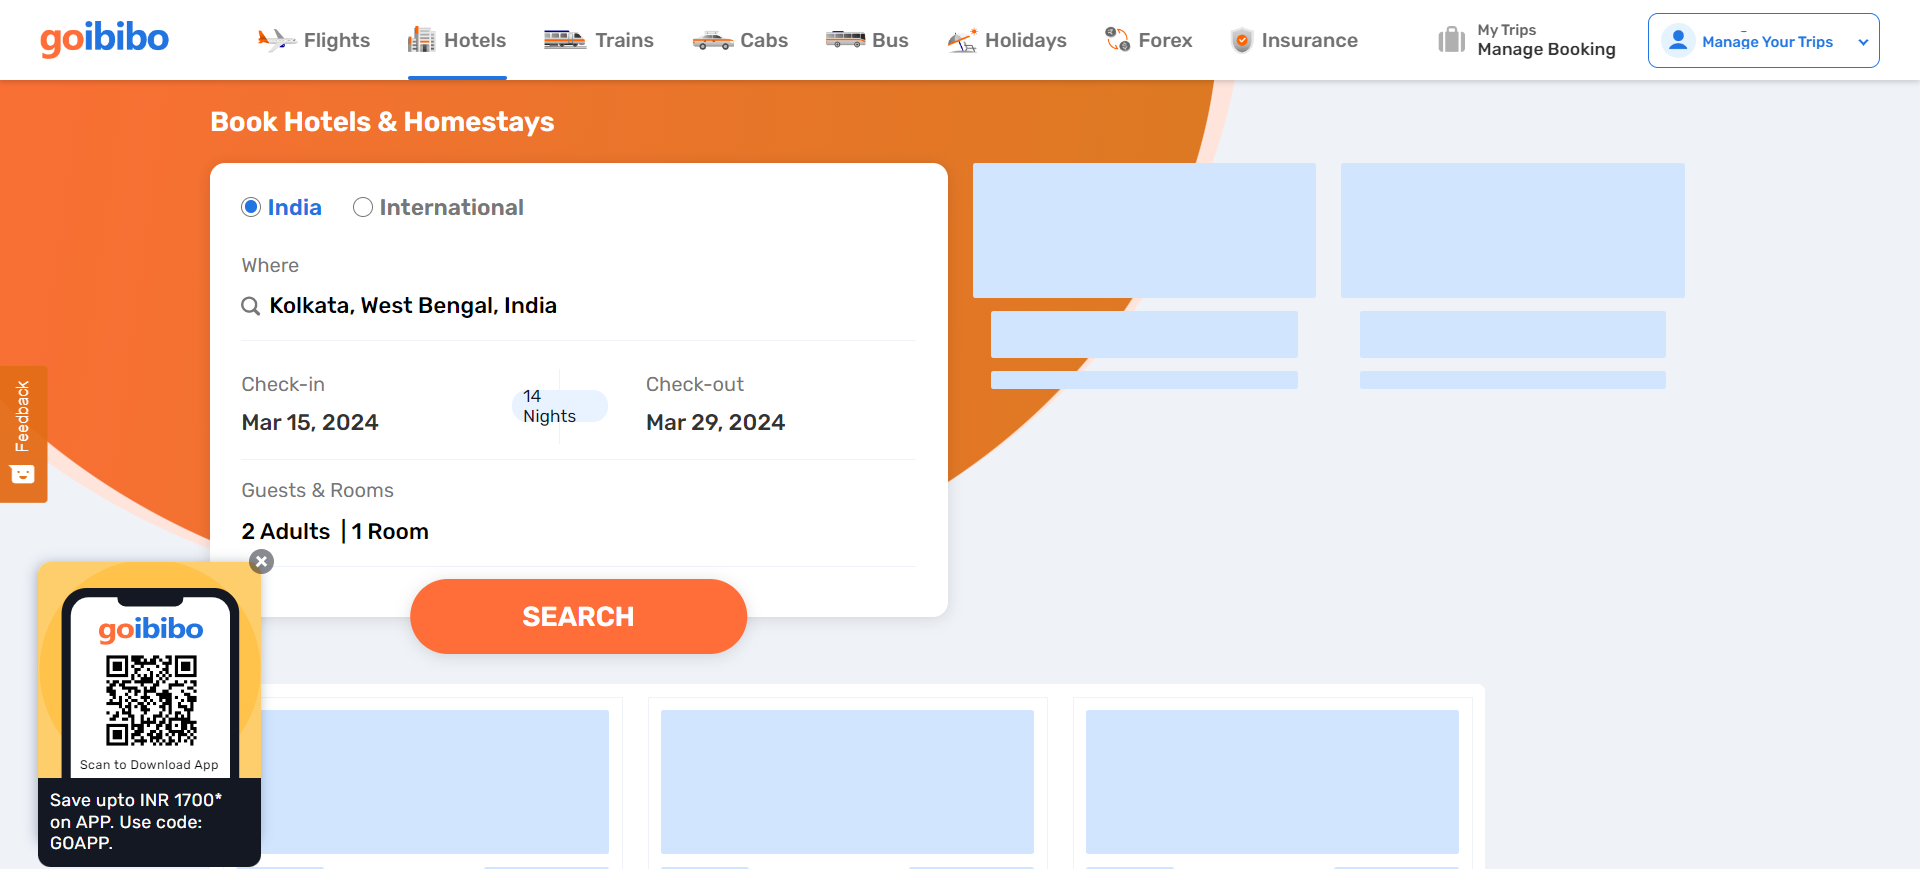 goibibo
Flights
Hotels
Trains
Cabs
Bus
Holidays
Forex
Insurance
My Trips
Manage Booking
Manage Your Trips
Book Hotels & Homestays
India
International
Where
Kolkata, West Bengal, India
Check-in
Mar 15, 2024
14
Nights
Check-out
Mar 29, 2024
Guests & Rooms
2 Adults | 1 Room
SEARCH
Feedback
goibibo
Scan to Download App
Save upto INR 1700*
on APP. Use code:
GOAPP.